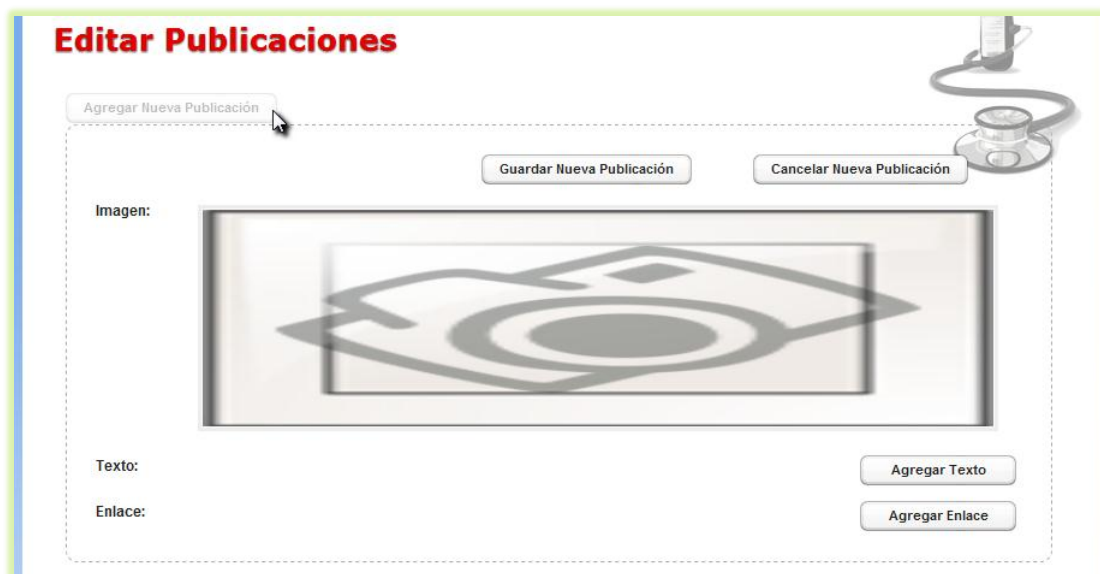 Editar Publicaciones
Agregar Nueva Publicación
Guardar Nueva Publicación
Cancelar Nueva Publicación
Imagen:
Texto:
Agregar Texto
Enlace:
Agregar Enlace